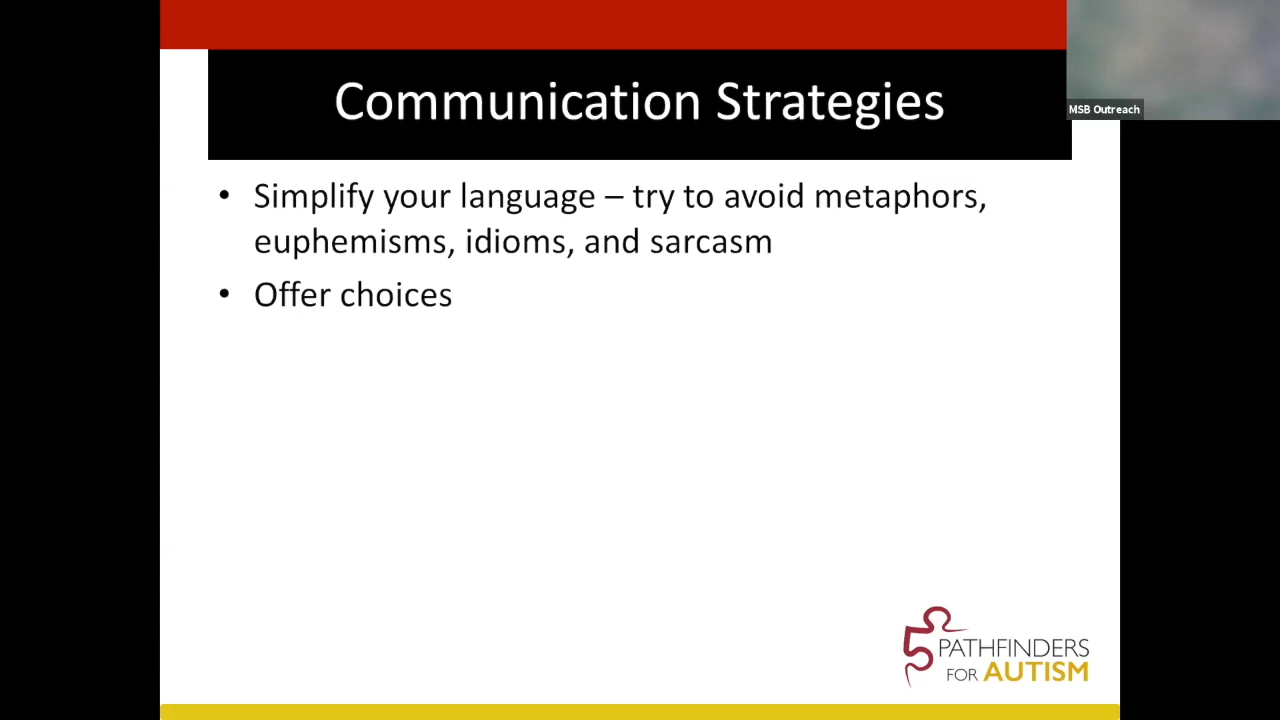 Communication Strategies
MSB Outreach
• Simplify your language – try to avoid metaphors,
euphemisms, idioms, and sarcasm
• Offer choices
PATHFINDERS
FOR AUTISM